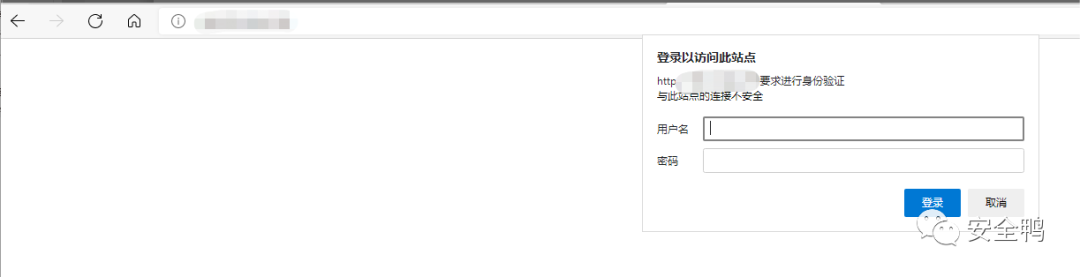 登录以访问此站点
http 要求进行身份验证
与此站点的连接不安全
用户名
密码
登录 取消
安全鸭